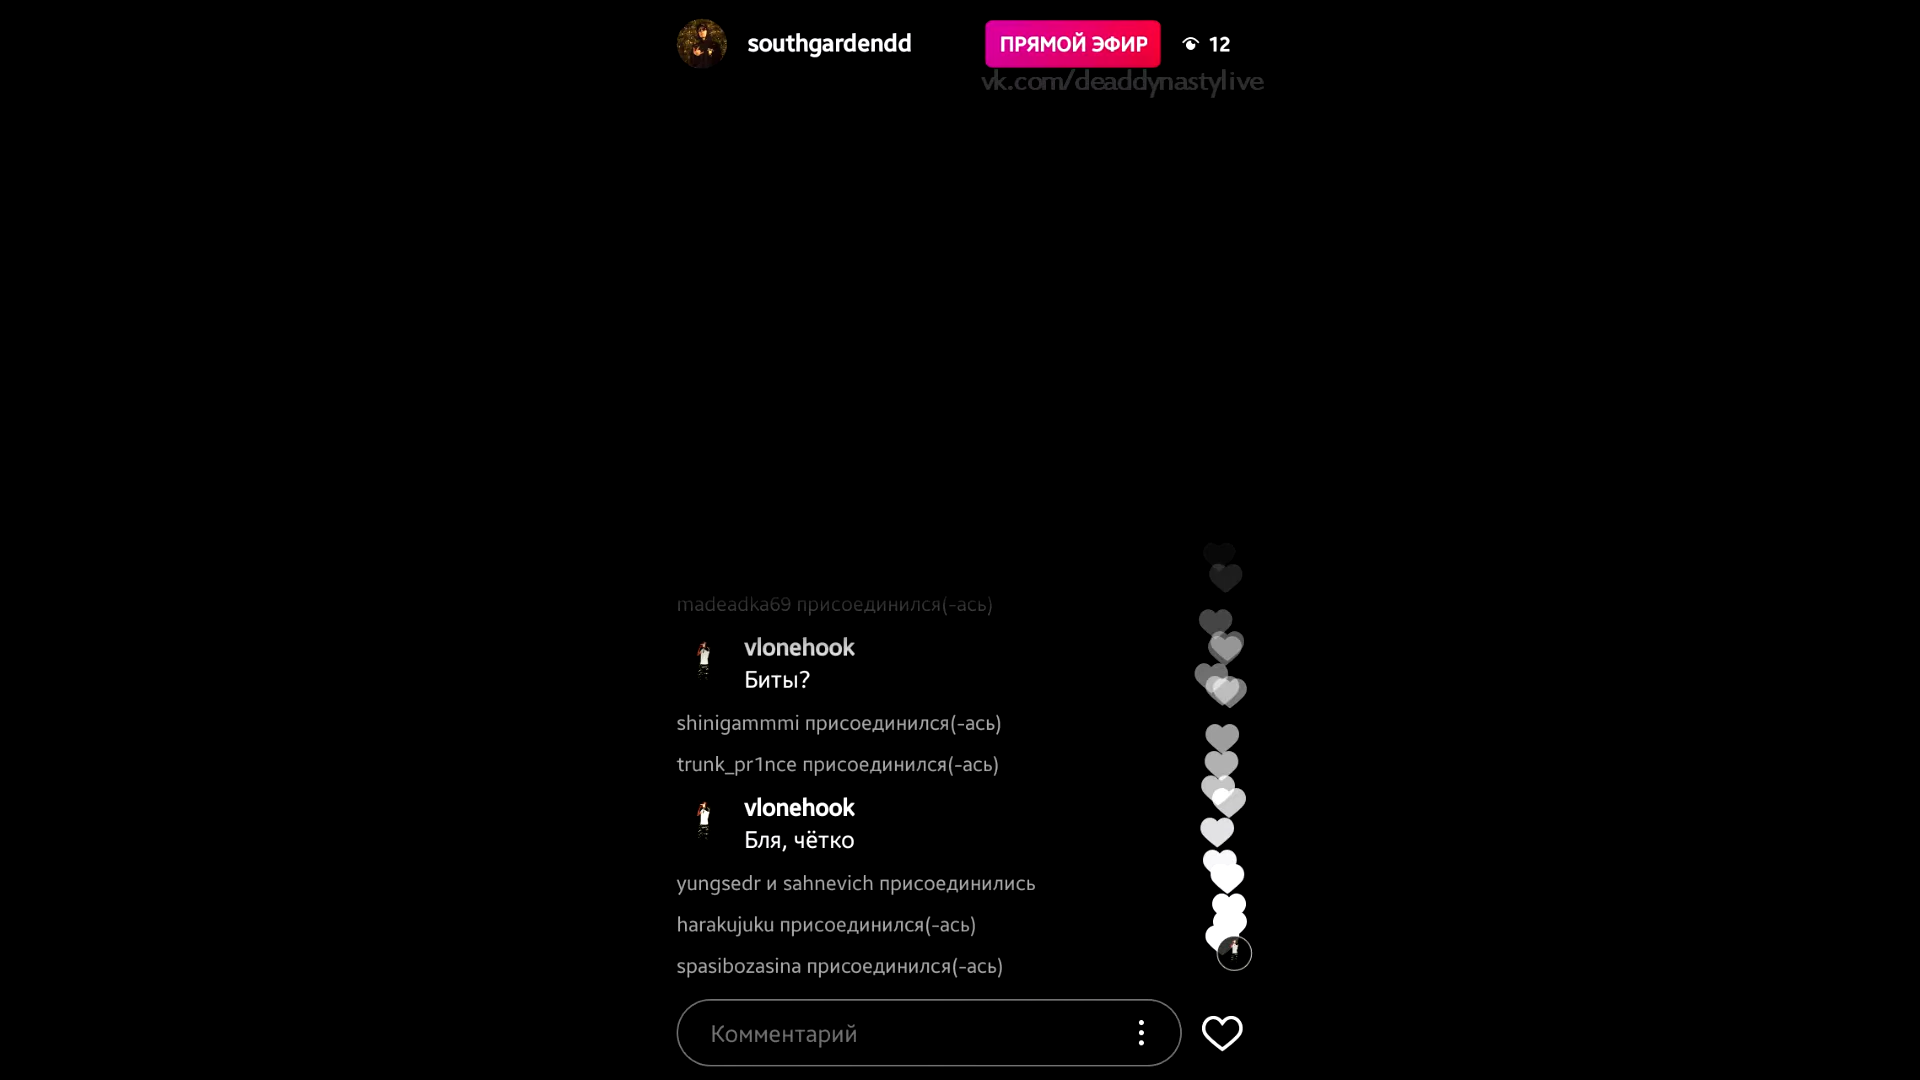 southgardendd
ПРЯМОЙ ЭФИР
12
vk.com/deaddynastylive
madeadka69 присоединился(-ась)
vlonehook
Биты?
shinigammmi присоединился(-ась)
trunk_pr1nce присоединился(-ась)
vlonehook
Бля, чётко
yungsedr и sahnevich присоединились
harakujuku присоединился(-ась)
spasibozasina присоединился(-ась)
Комментарий